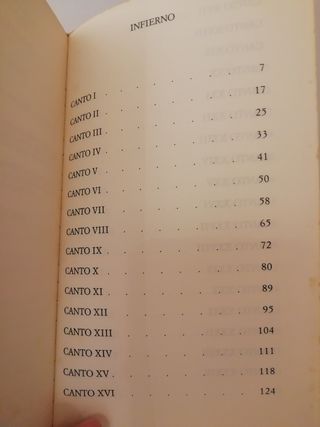 INFIERNO
CANTO I . . . . . . . 7
CANTO II . . . . . . . 17
CANTO III . . . . . . . 25
CANTO IV . . . . . . . 33
CANTO V . . . . . . . 41
CANTO VI . . . . . . . 50
CANTO VII . . . . . . 58
CANTO VIII . . . . . . 65
CANTO IX . . . . . . . 72
CANTO X . . . . . . . 80
CANTO XI . . . . . . . 89
CANTO XII . . . . . . 95
CANTO XIII . . . . . . 104
CANTO XIV . . . . . . 111
CANTO XV . . . . . . . 118
CANTO XVI . . . . . . 124